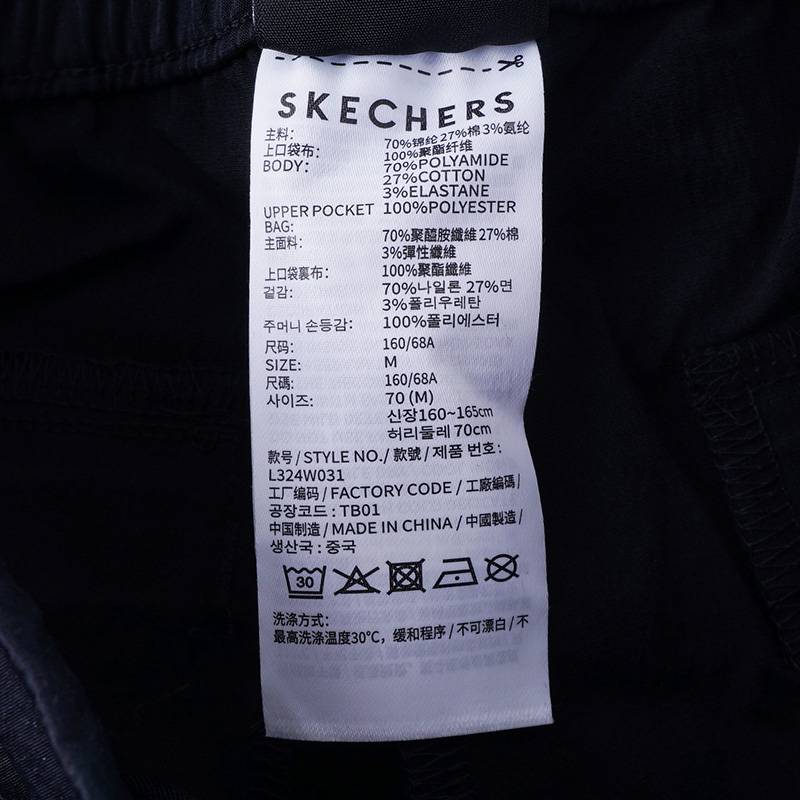 SKECHERS
主料: 70%锦纶 27%棉 3%氨纶
上口袋布: 100%聚酯纤维
BODY: 70%POLYAMIDE
27%COTTON
3%ELASTANE
UPPER POCKET 100%POLYESTER
BAG:
主面料: 70%聚醯胺纖維 27%棉
3%彈性纖維
上口袋裏布: 100%聚酯纖維
겉감: 70%나일론 27%면
3%폴리우레탄
주머니 손등감: 100%폴리에스터
尺码: 160/68A
SIZE: M
尺碼: 160/68A
사이즈: 70 (M)
신장160~165cm
허리둘레 70cm
款号 / STYLE NO./ 款號 / 제품 번호:
L324W031
工厂编码 / FACTORY CODE / 工廠編碼 /
공장코드 : TB01
中国制造 / MADE IN CHINA / 中國製造 /
생산국 : 중국
30
洗涤方式:
最高洗涤温度30°C，缓和程序 / 不可漂白 / 不